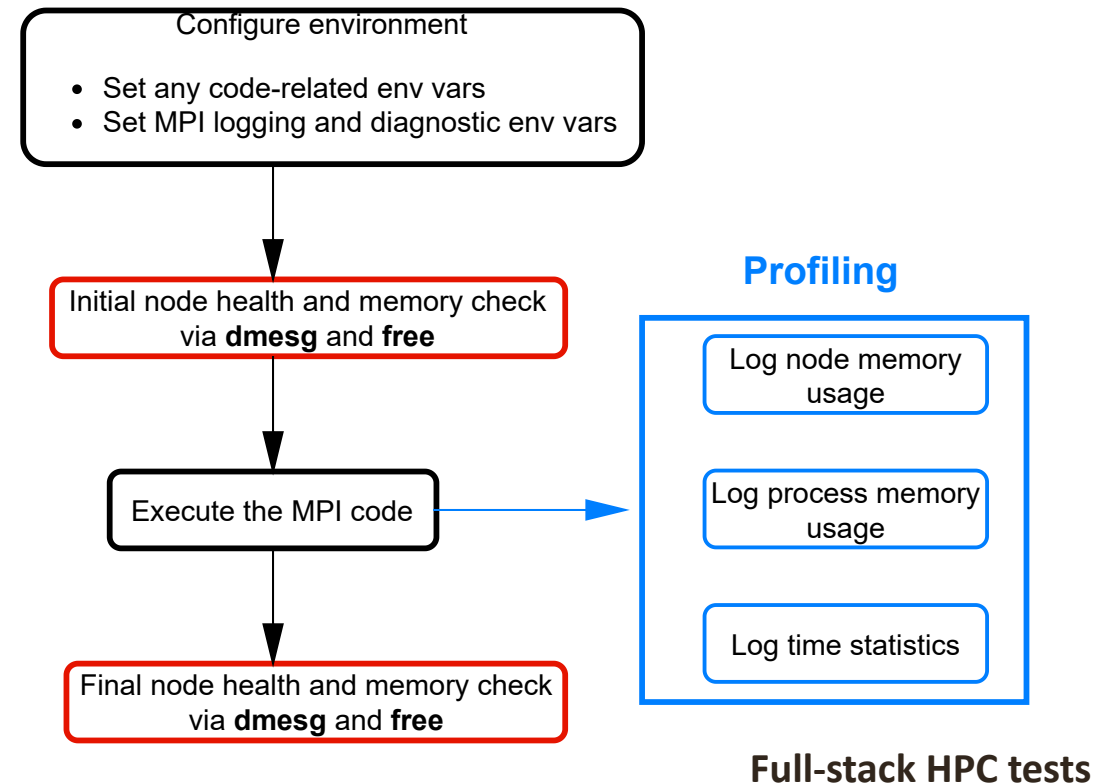 Configure environment
• Set any code-related env vars
• Set MPI logging and diagnostic env vars
Initial node health and memory check
via dmesg and free
Execute the MPI code
Final node health and memory check
via dmesg and free
Profiling
Log node memory
usage
Log process memory
usage
Log time statistics
Full-stack HPC tests